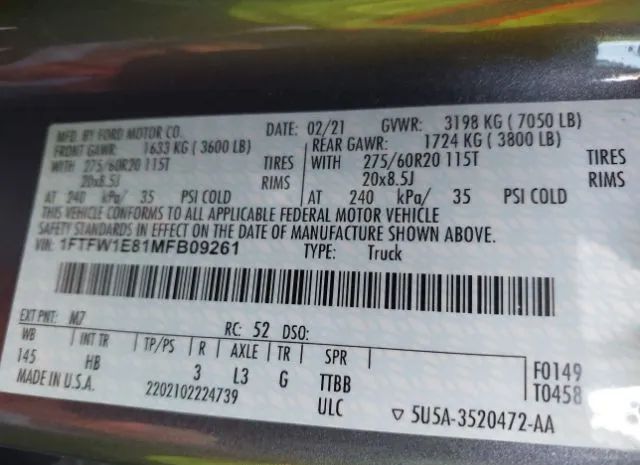 MFD. BY FORD MOTOR CO. DATE: 02/21 GVWR: 3198 KG ( 7050 LB)
FRONT GAWR: 1633 KG ( 3600 LB) REAR GAWR: 1724 KG ( 3800 LB)
WITH 275/60R20 115T TIRES WITH 275/60R20 115T TIRES
20x8.5J RIMS 20x8.5J RIMS
AT 240 kPa/ 35 PSI COLD AT 240 kPa/ 35 PSI COLD
THIS VEHICLE CONFORMS TO ALL APPLICABLE FEDERAL MOTOR VEHICLE
SAFETY STANDARDS IN EFFECT ON THE DATE OF MANUFACTURE SHOWN ABOVE.
VIN: 1FTFW1E81MFB09261 TYPE: Truck
EXT PNT: M7 RC: 52 DSO:
WB INT TR TP/PS R AXLE TR SPR
145 HB 3 L3 G TTBB F0149
MADE IN U.S.A. 2202102224739 ULC T0458
▽ 5U5A-3520472-AA